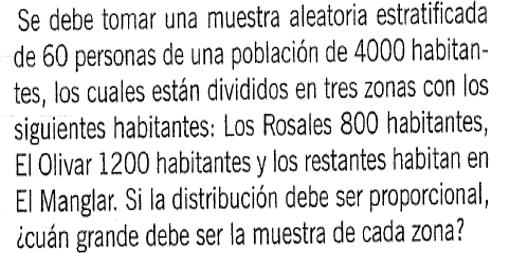 Se debe tomar una muestra aleatoria estratificada
de 60 personas de una población de 4000 habitan-
tes, los cuales están divididos en tres zonas con los
siguientes habitantes: Los Rosales 800 habitantes,
El Olivar 1200 habitantes y los restantes habitan en
El Manglar. Si la distribución debe ser proporcional,
¿cuán grande debe ser la muestra de cada zona?